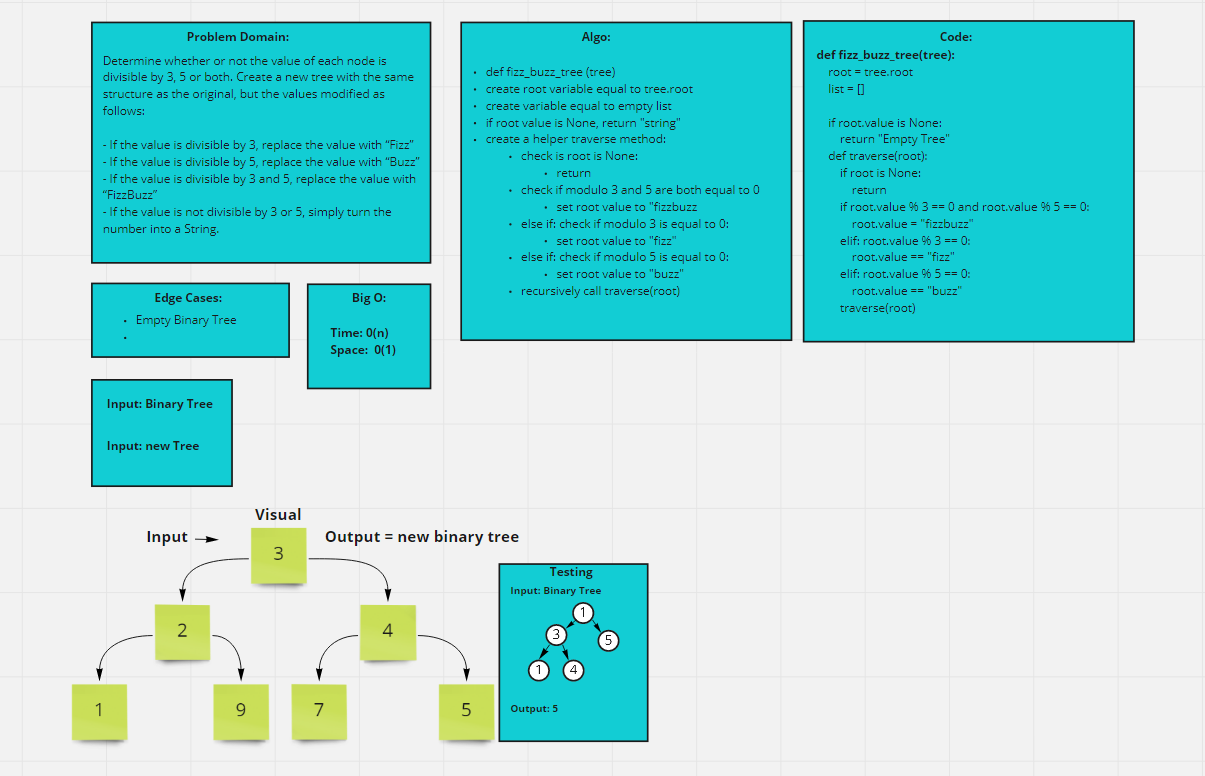 Problem Domain:
Determine whether or not the value of each node is
divisible by 3, 5 or both. Create a new tree with the same
structure as the original, but the values modified as
follows:
- If the value is divisible by 3, replace the value with “Fizz”
- If the value is divisible by 5, replace the value with “Buzz”
- If the value is divisible by 3 and 5, replace the value with
“FizzBuzz”
- If the value is not divisible by 3 or 5, simply turn the
number into a String.
Edge Cases:
• Empty Binary Tree
•
Big O:
Time: 0(n)
Space: 0(1)
Input: Binary Tree
Input: new Tree
Algo:
• def fizz_buzz_tree (tree)
• create root variable equal to tree.root
• create variable equal to empty list
• if root value is None, return "string"
• create a helper traverse method:
• check is root is None:
• return
• check if modulo 3 and 5 are both equal to 0
• set root value to "fizzbuzz
• else if: check if modulo 3 is equal to 0:
• set root value to "fizz"
• else if: check if modulo 5 is equal to 0:
• set root value to "buzz"
• recursively call traverse(root)
Code:
def fizz_buzz_tree(tree):
root = tree.root
list = []
if root.value is None:
return "Empty Tree"
def traverse(root):
if root is None:
return
if root.value % 3 == 0 and root.value % 5 == 0:
root.value = "fizzbuzz"
elif: root.value % 3 == 0:
root.value == "fizz"
elif: root.value % 5 == 0:
root.value == "buzz"
traverse(root)
Visual
Input
Output = new binary tree
3
2
4
1
9
7
5
Testing
Input: Binary Tree
1
3
5
1
4
Output: 5